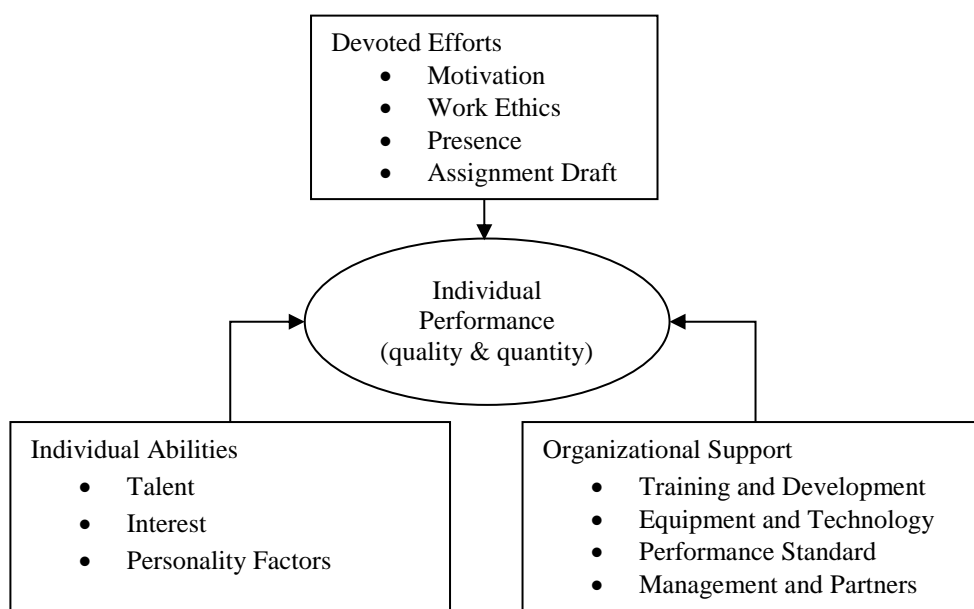 Devoted Efforts
• Motivation
• Work Ethics
• Presence
• Assignment Draft
Individual
Performance
(quality & quantity)
Individual Abilities
• Talent
• Interest
• Personality Factors
Organizational Support
• Training and Development
• Equipment and Technology
• Performance Standard
• Management and Partners